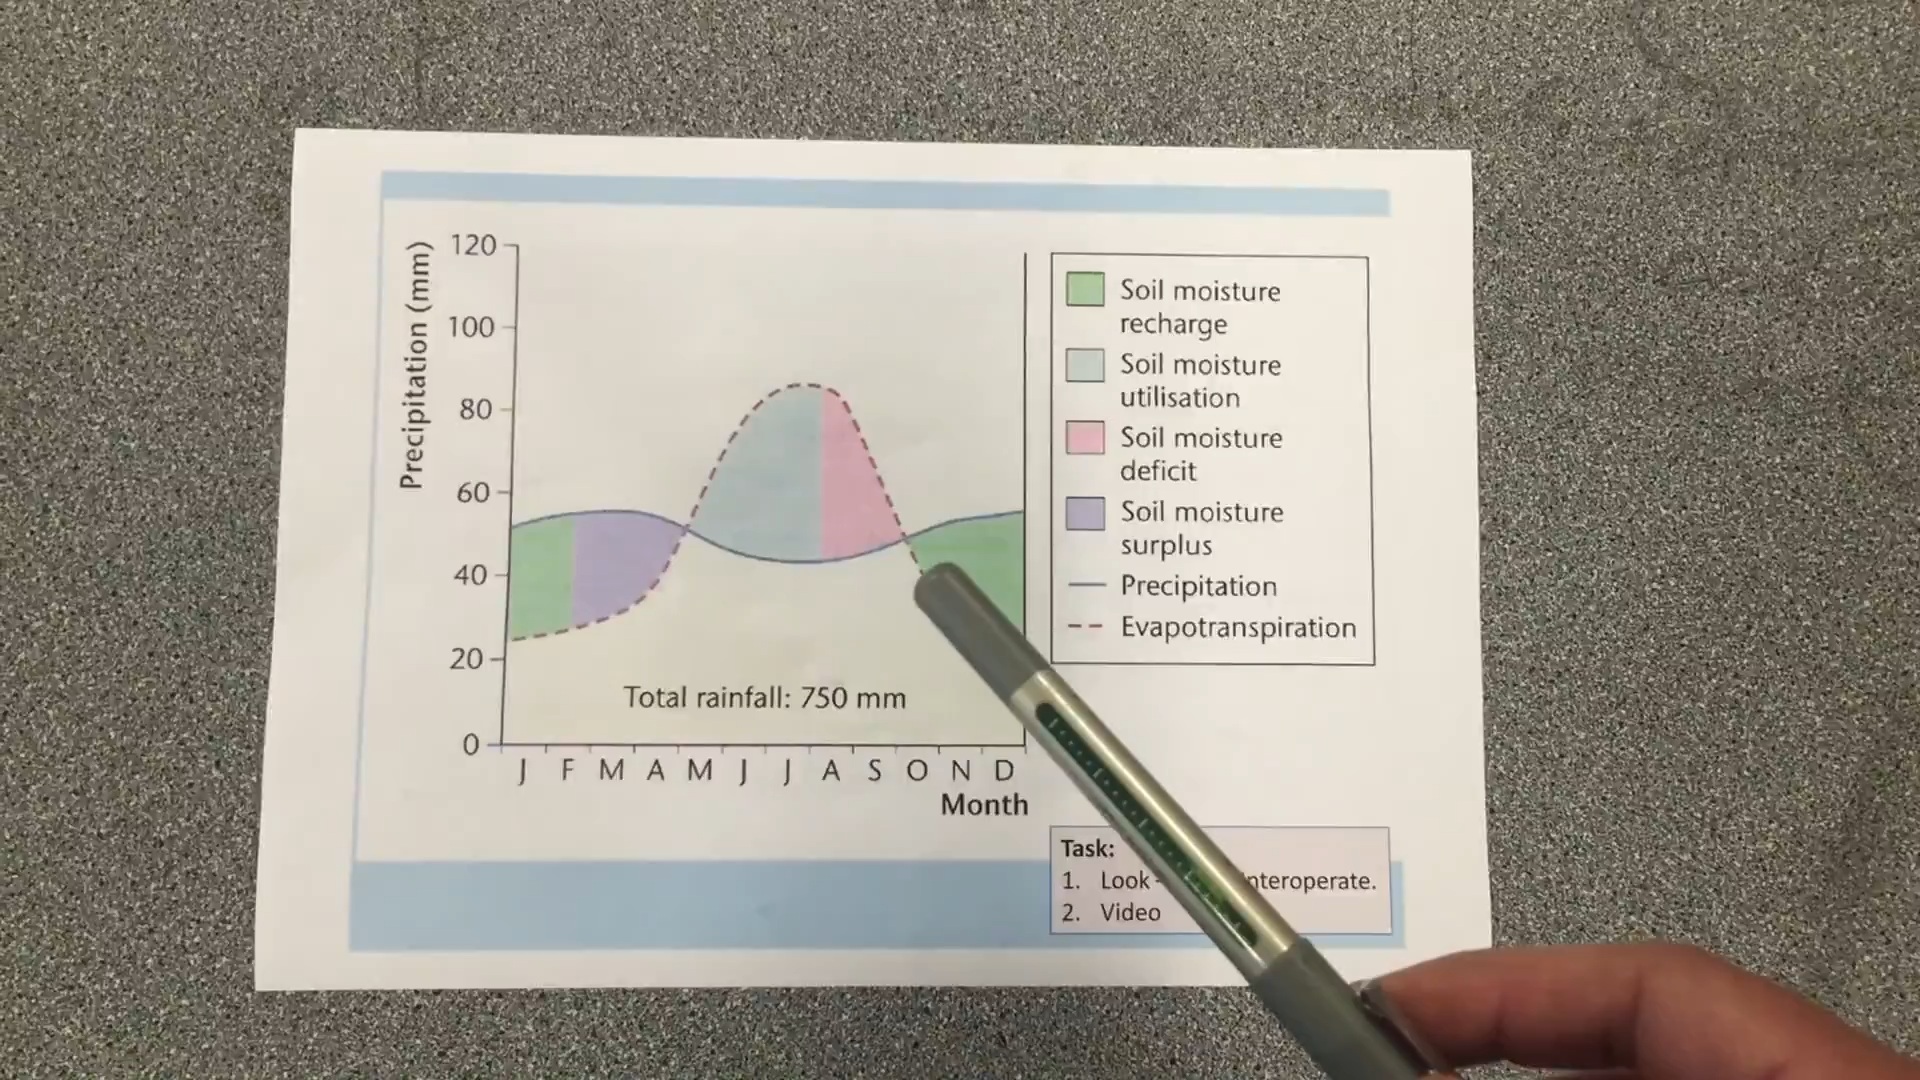 Precipitation (mm)
120
100
80
60
40
20
0
J F M A M J J A S O N D
Month
Total rainfall: 750 mm
Soil moisture
recharge
Soil moisture
utilisation
Soil moisture
deficit
Soil moisture
surplus
Precipitation
Evapotranspiration
Task:
1. Look nteroperate.
2. Video